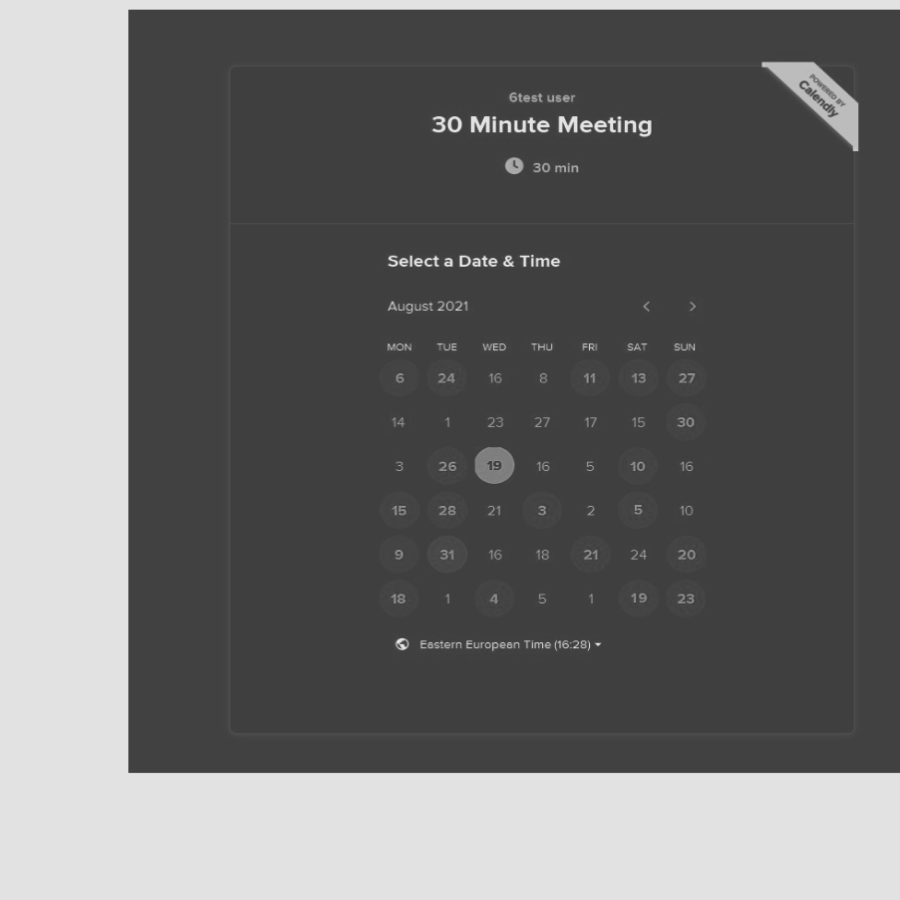 POWERED BY
Calendly
6test user
30 Minute Meeting
30 min
Select a Date & Time
August 2021
MON TUE WED THU FRI SAT SUN
6 24 16 8 11 13 27
14 1 23 27 17 15 30
3 26 19 16 5 10 16
15 28 21 3 2 5 10
9 31 16 18 21 24 20
18 1 4 5 1 19 23
Eastern European Time (16:28)